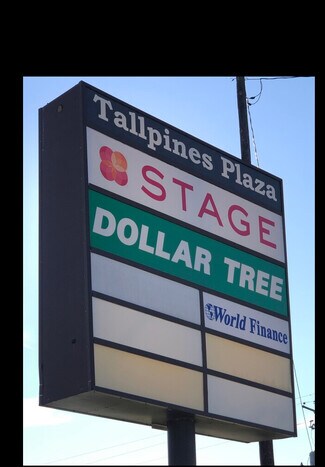 Tallpines Plaza
STAGE
DOLLAR TREE
World Finance